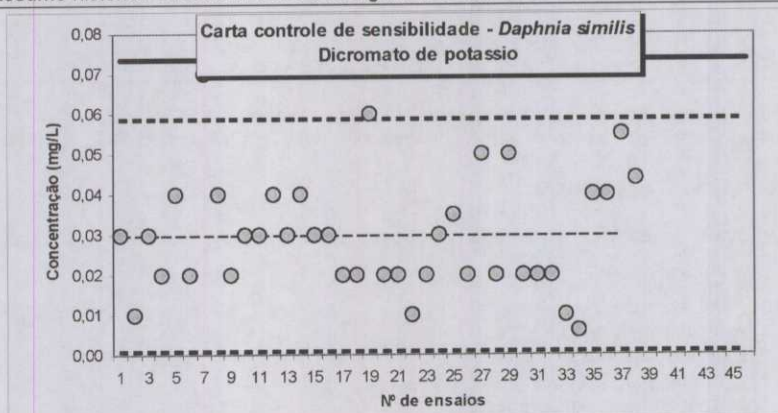 Carta controle de sensibilidade - Daphnia similis
Dicromato de potassio
Concentração (mg/L)
0,08
0,07
0,06
0,05
0,04
0,03
0,02
0,01
0,00
1 3 5 7 9 11 13 15 17 19 21 23 25 27 29 31 33 35 37 39 41 43 45
Nº de ensaios